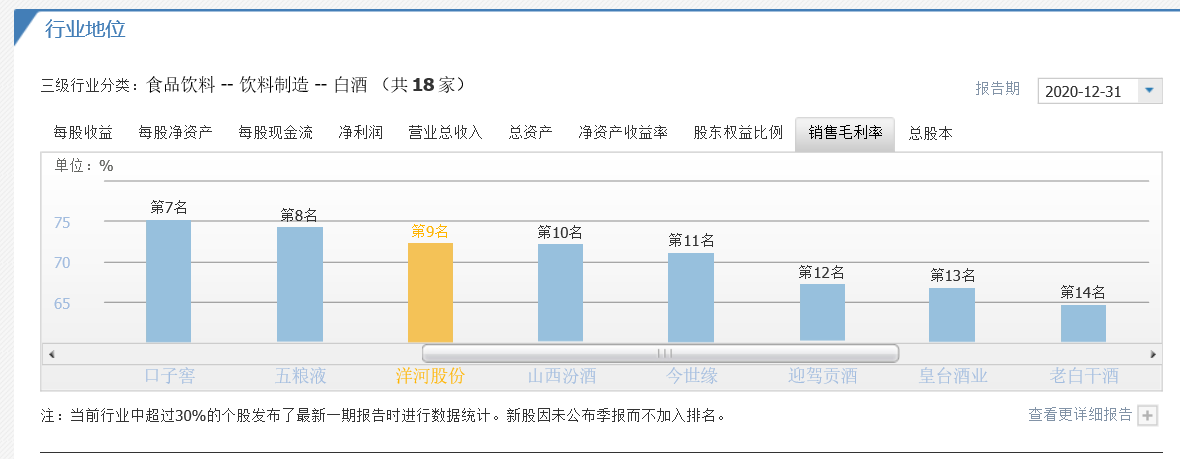 行业地位
三级行业分类：食品饮料 -- 饮料制造 -- 白酒 （共 18 家）
报告期 2020-12-31
每股收益 每股净资产 每股现金流 净利润 营业总收入 总资产 净资产收益率 股东权益比例 销售毛利率 总股本
单位：%
第7名 第8名 第9名 第10名 第11名 第12名 第13名 第14名
75
70
65
口子窖 五粮液 洋河股份 山西汾酒 今世缘 迎驾贡酒 皇台酒业 老白干酒
注：当前行业中超过30%的个股发布了最新一期报告时进行数据统计。新股因未公布季报而不加入排名。
查看更详细报告